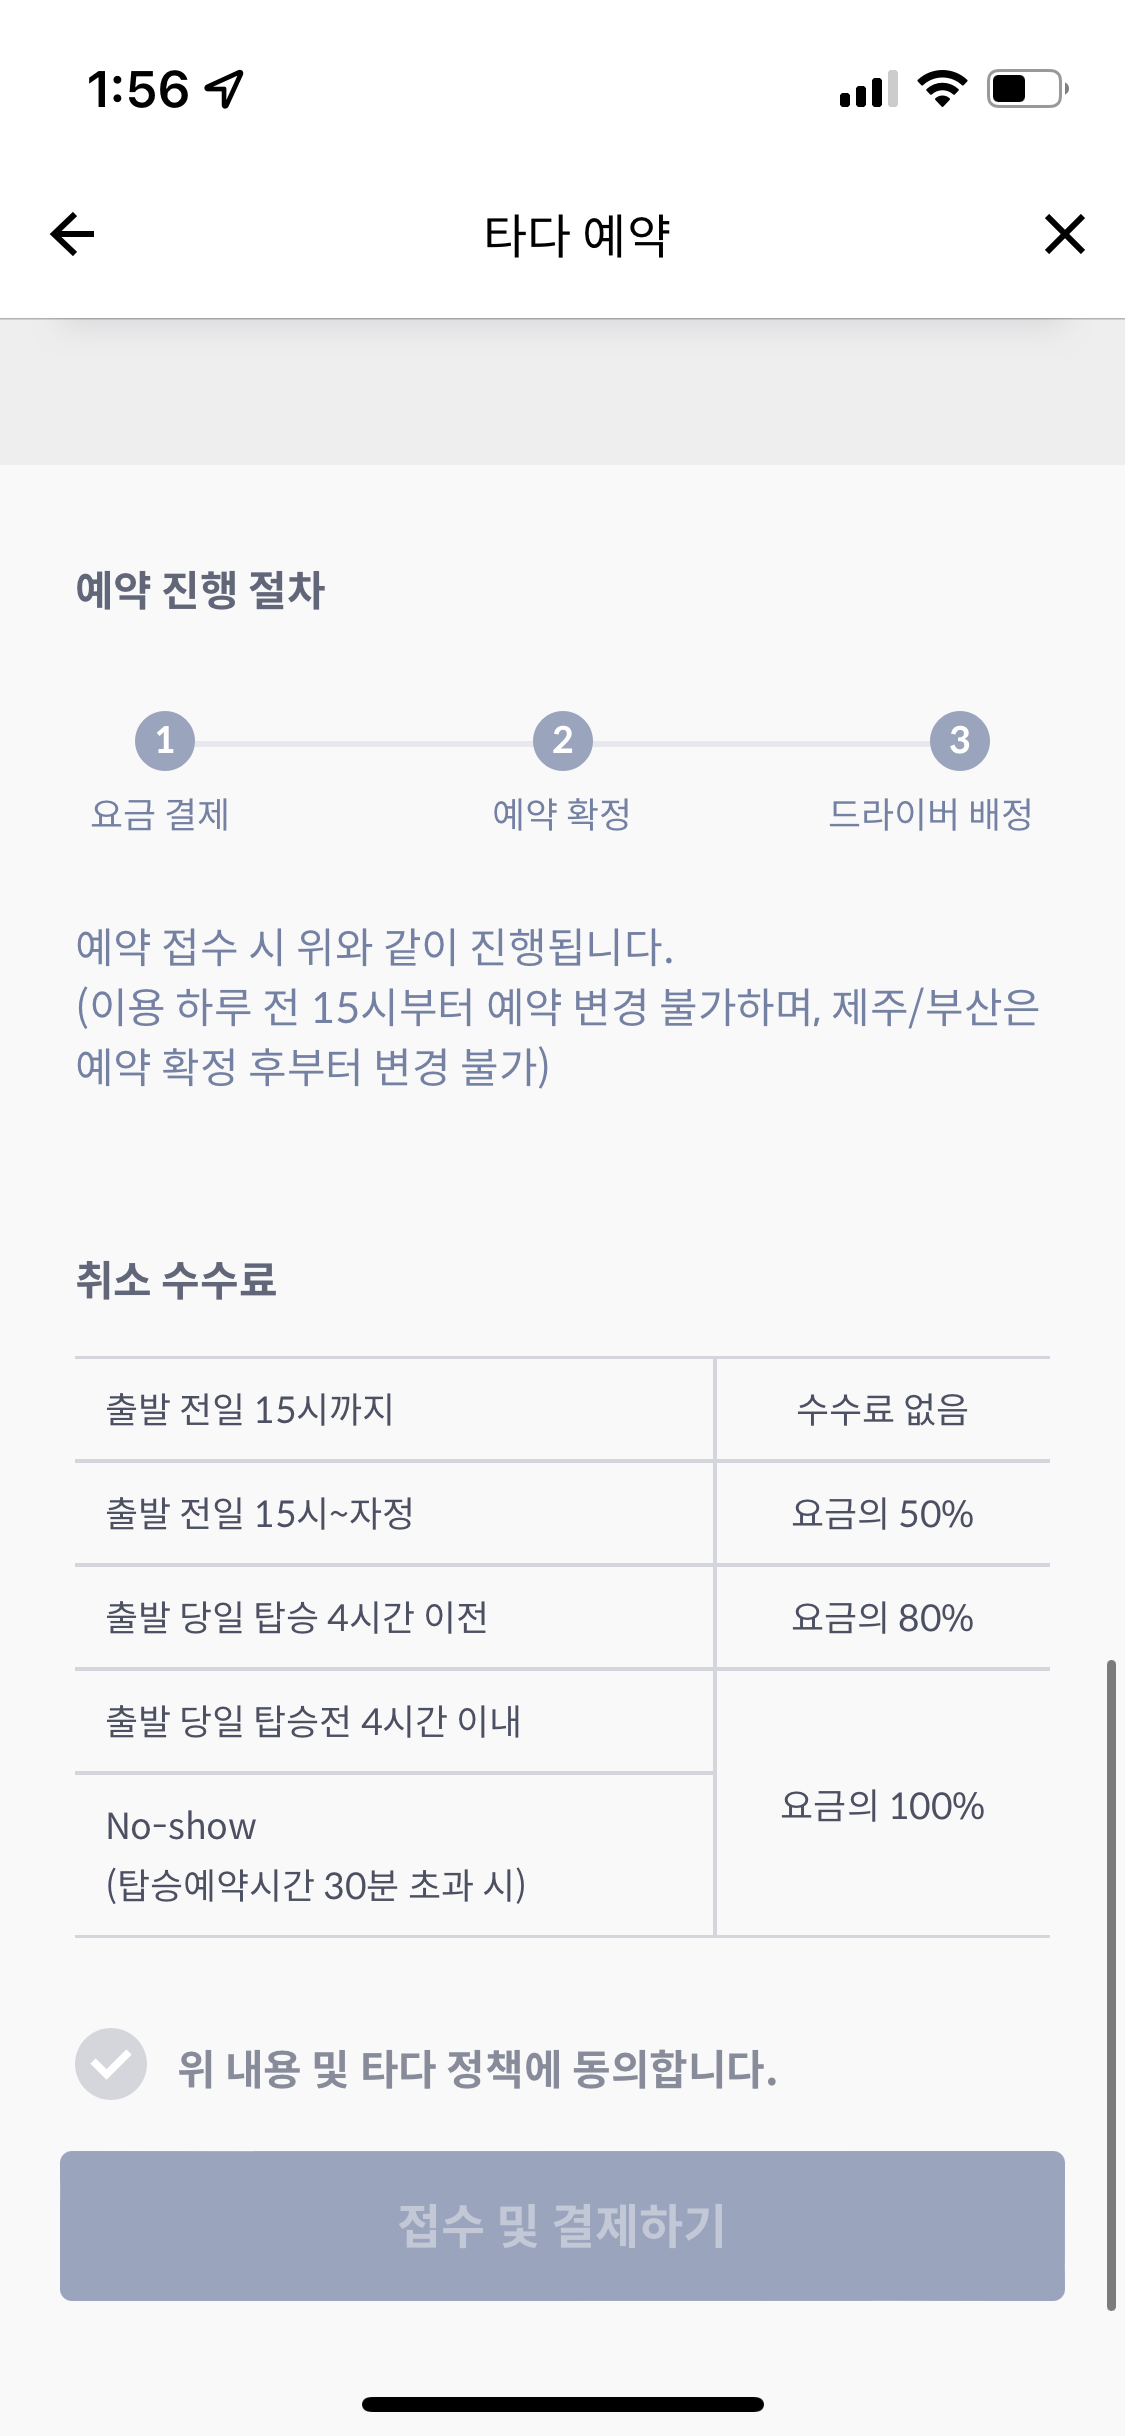 1:56
타다 예약
예약 진행 절차
1
2
3
요금 결제
예약 확정
드라이버 배정
예약 접수 시 위와 같이 진행됩니다.
(이용 하루 전 15시부터 예약 변경 불가하며, 제주/부산은
예약 확정 후부터 변경 불가)
취소 수수료
출발 전일 15시까지
수수료 없음
출발 전일 15시~자정
요금의 50%
출발 당일 탑승 4시간 이전
요금의 80%
출발 당일 탑승전 4시간 이내
요금의 100%
No-show
(탑승예약시간 30분 초과 시)
위 내용 및 타다 정책에 동의합니다.
접수 및 결제하기